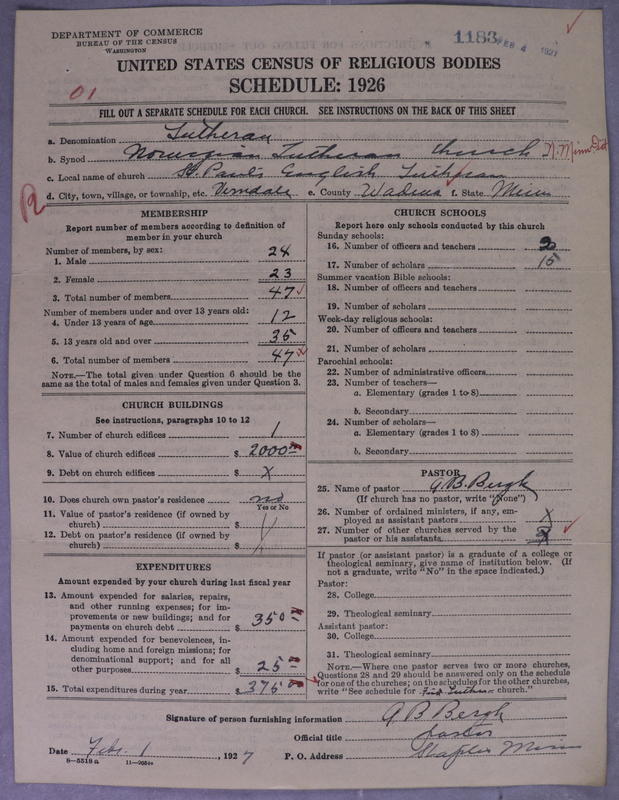 DEPARTMENT OF COMMERCE
BUREAU OF THE CENSUS
WASHINGTON
1183 FEB 4 1927
UNITED STATES CENSUS OF RELIGIOUS BODIES
SCHEDULE: 1926
01
FILL OUT A SEPARATE SCHEDULE FOR EACH CHURCH. SEE INSTRUCTIONS ON THE BACK OF THIS SHEET
a. Denomination Lutheran
b. Synod Norwegian Lutheran Church N. Minn Dist
c. Local name of church St Paul's English Lutheran
d. City, town, village, or township, etc. Verndale e. County Wadena f. State Minn
R
MEMBERSHIP
Report number of members according to definition of member in your church
Number of members, by sex:
1. Male 24
2. Female 23
3. Total number of members 47
Number of members under and over 13 years old:
4. Under 13 years of age 12
5. 13 years old and over 35
6. Total number of members 47
NOTE.—The total given under Question 6 should be the same as the total of males and females given under Question 3.
CHURCH BUILDINGS
See instructions, paragraphs 10 to 12
7. Number of church edifices 1
8. Value of church edifices $ 2000.00
9. Debt on church edifices $ X
10. Does church own pastor's residence no
Yes or No
11. Value of pastor's residence (if owned by church) $
12. Debt on pastor's residence (if owned by church) $
EXPENDITURES
Amount expended by your church during last fiscal year
13. Amount expended for salaries, repairs, and other running expenses; for improvements or new buildings; and for payments on church debt $ 350
14. Amount expended for benevolences, including home and foreign missions; for denominational support; and for all other purposes $ 25
15. Total expenditures during year $ 375
CHURCH SCHOOLS
Report here only schools conducted by this church
Sunday schools:
16. Number of officers and teachers 2
17. Number of scholars 15
Summer vacation Bible schools:
18. Number of officers and teachers
19. Number of scholars
Week-day religious schools:
20. Number of officers and teachers
21. Number of scholars
Parochial schools:
22. Number of administrative officers
23. Number of teachers—
a. Elementary (grades 1 to 8)
b. Secondary
24. Number of scholars—
a. Elementary (grades 1 to 8)
b. Secondary
PASTOR
25. Name of pastor G. B. Bergh
(If church has no pastor, write "None")
26. Number of ordained ministers, if any, employed as assistant pastors X
27. Number of other churches served by the pastor or his assistants
If pastor (or assistant pastor) is a graduate of a college or theological seminary, give name of institution below. (If not a graduate, write "No" in the space indicated.)
Pastor:
28. College
29. Theological seminary
Assistant pastor:
30. College
31. Theological seminary
NOTE.—Where one pastor serves two or more churches, Questions 28 and 29 should be answered only on the schedule for one of the churches; on the schedules for the other churches, write "See schedule for church."
Signature of person furnishing information G B Bergh
Official title Pastor
Date Febr. 1, 1927 P. O. Address Staples Minn
8—5518 a